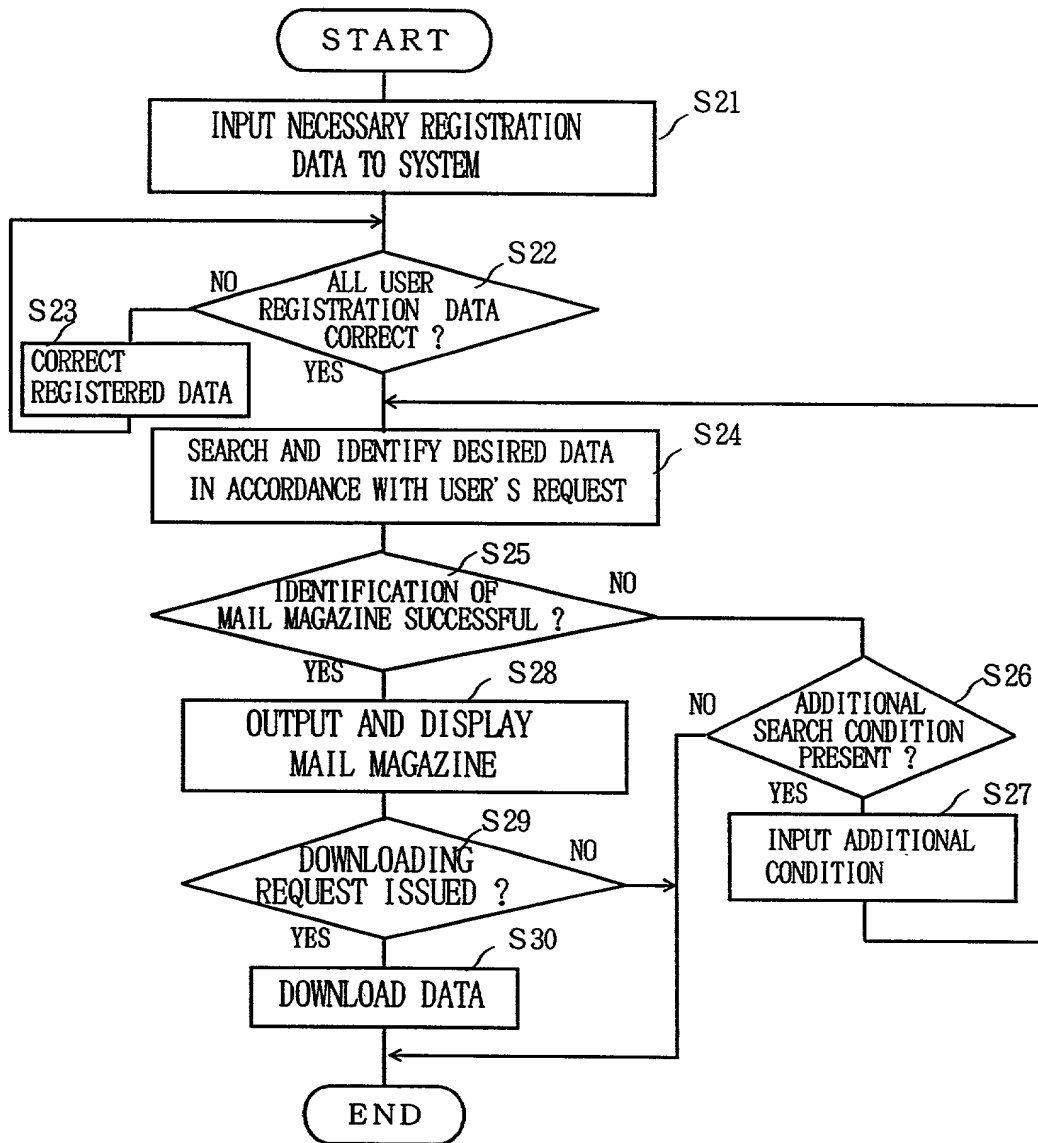 START
S21
INPUT NECESSARY REGISTRATION
DATA TO SYSTEM
S22
NO
ALL USER
REGISTRATION DATA
CORRECT ?
S23
YES
CORRECT
REGISTERED DATA
S24
SEARCH AND IDENTIFY DESIRED DATA
IN ACCORDANCE WITH USER'S REQUEST
S25
NO
IDENTIFICATION OF
MAIL MAGAZINE SUCCESSFUL ?
YES
S28
OUTPUT AND DISPLAY
MAIL MAGAZINE
S26
NO
ADDITIONAL
SEARCH CONDITION
PRESENT ?
YES
S27
INPUT ADDITIONAL
CONDITION
S29
NO
DOWNLOADING
REQUEST ISSUED ?
YES
S30
DOWNLOAD DATA
END